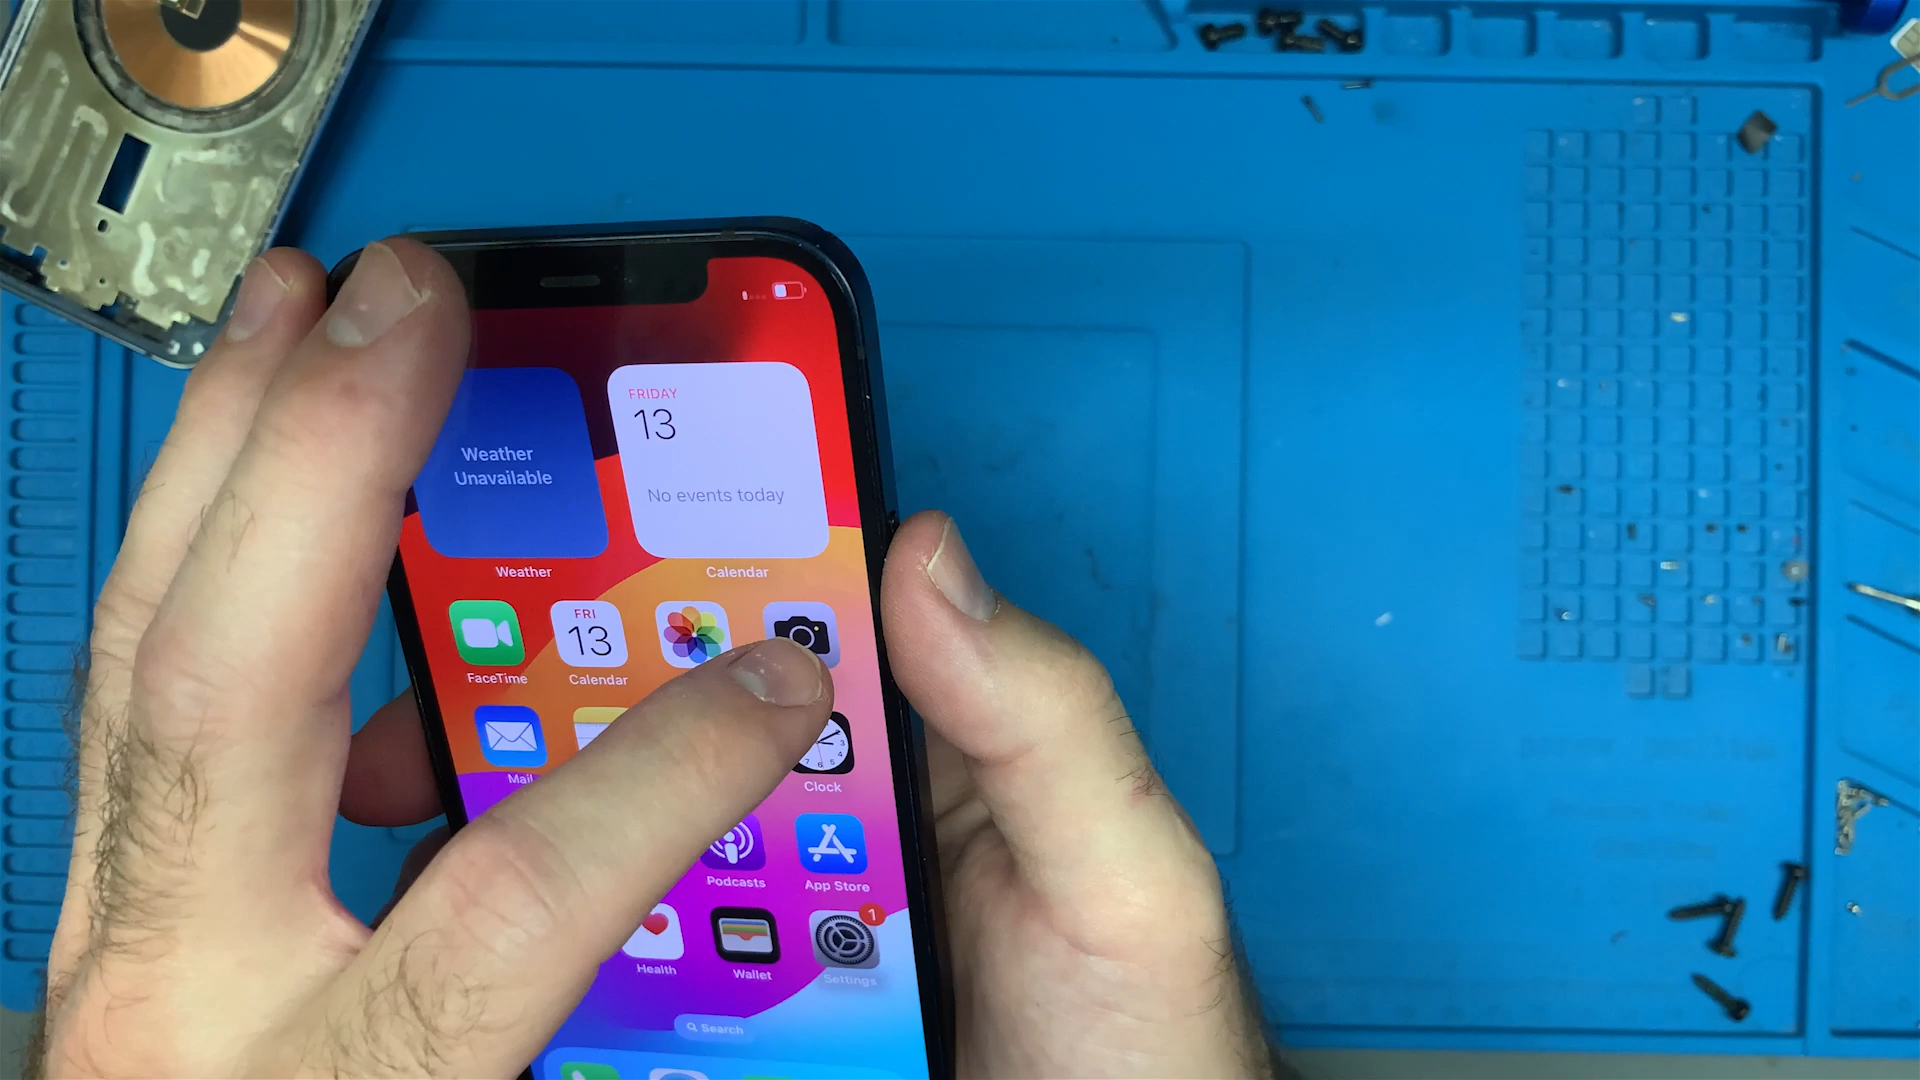 FRIDAY
13
Weather
Unavailable
No events today
Weather
Calendar
FRI
13
FaceTime
Calendar
Mail
Clock
Podcasts
App Store
1
Health
Wallet
Settings
Search